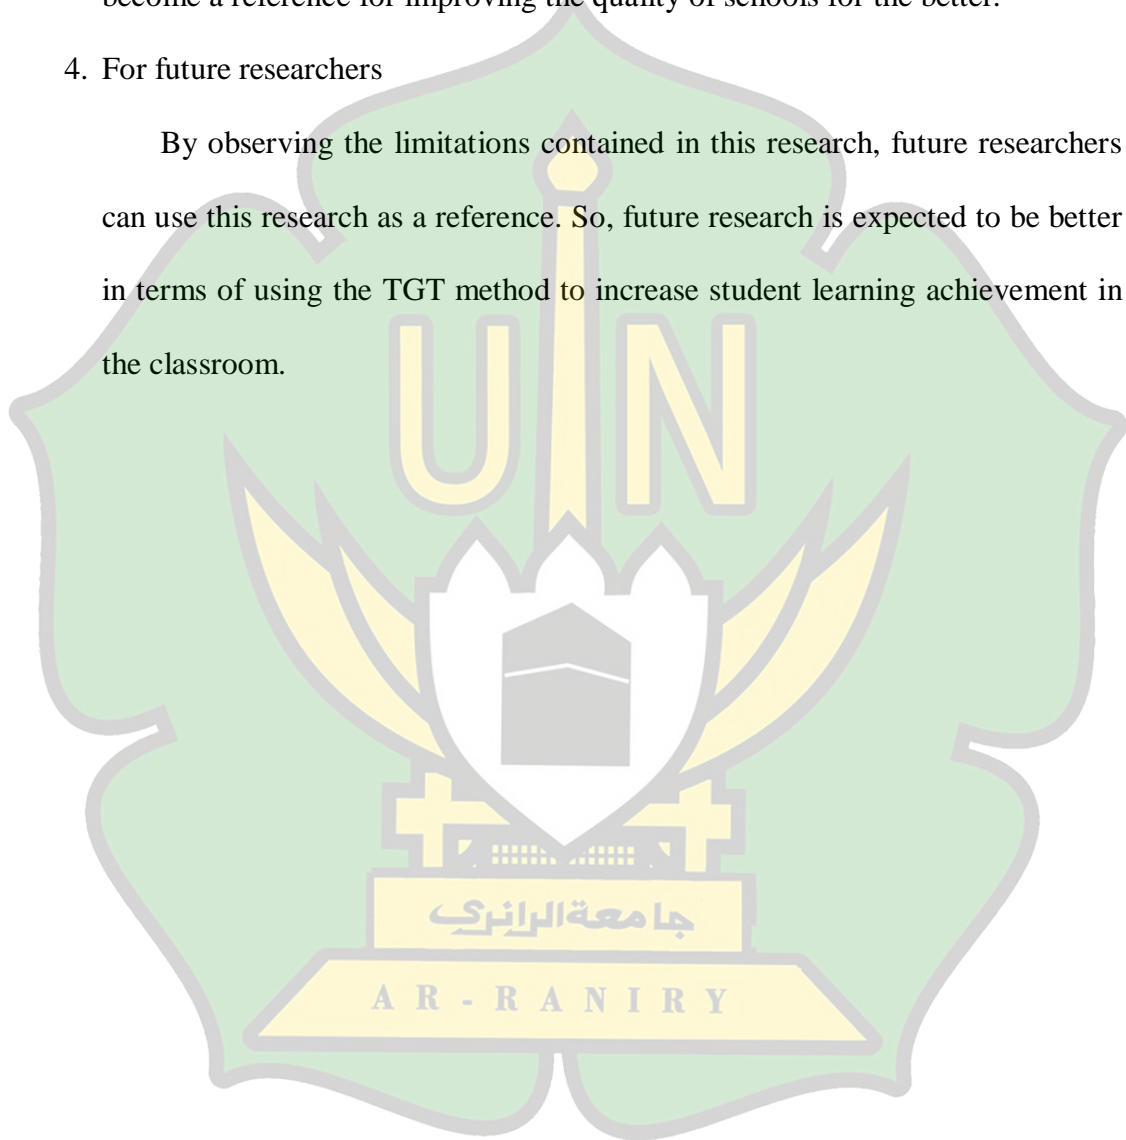 become a reference for improving the quality of schools for the better.
4. For future researchers
By observing the limitations contained in this research, future researchers
can use this research as a reference. So, future research is expected to be better
in terms of using the TGT method to increase student learning achievement in
the classroom.
UIN
جامعة الرانري
AR-RANIRY